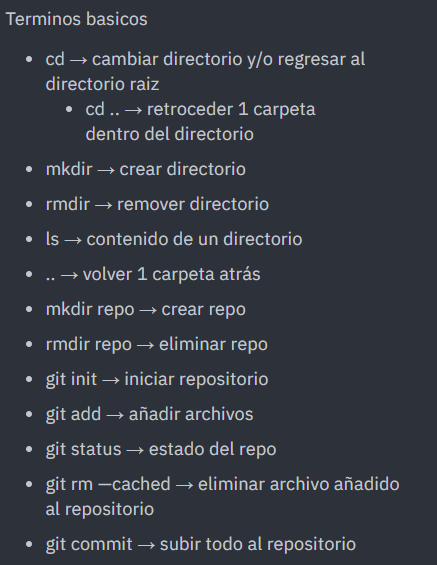 Terminos basicos
• cd → cambiar directorio y/o regresar al
directorio raiz
• cd .. → retroceder 1 carpeta
dentro del directorio
• mkdir → crear directorio
• rmdir → remover directorio
• ls → contenido de un directorio
• .. → volver 1 carpeta atrás
• mkdir repo → crear repo
• rmdir repo → eliminar repo
• git init → iniciar repositorio
• git add → añadir archivos
• git status → estado del repo
• git rm —cached → eliminar archivo añadido
al repositorio
• git commit → subir todo al repositorio